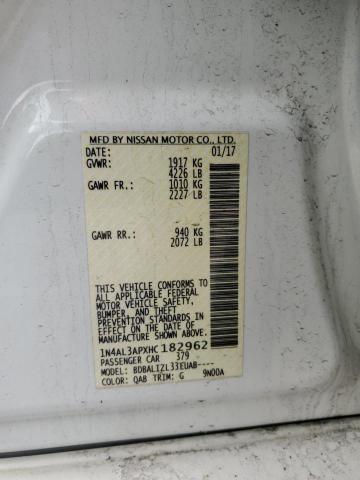 MFD BY NISSAN MOTOR CO., LTD.
DATE: 01/17
GVWR: 1917 KG
4226 LB
GAWR FR: 1010 KG
2227 LB
GAWR RR: 940 KG
2072 LB
THIS VEHICLE CONFORMS TO
ALL APPLICABLE FEDERAL
MOTOR VEHICLE SAFETY,
BUMPER, AND THEFT
PREVENTION STANDARDS
IN EFFECT ON THE DATE OF
MANUFACTURE SHOWN ABOVE.
1N4AL3APXHC182962
PASSENGER CAR 379
MODEL: BDBALIZL33EUAB----
COLOR: QAB TRIM: G 9N00A